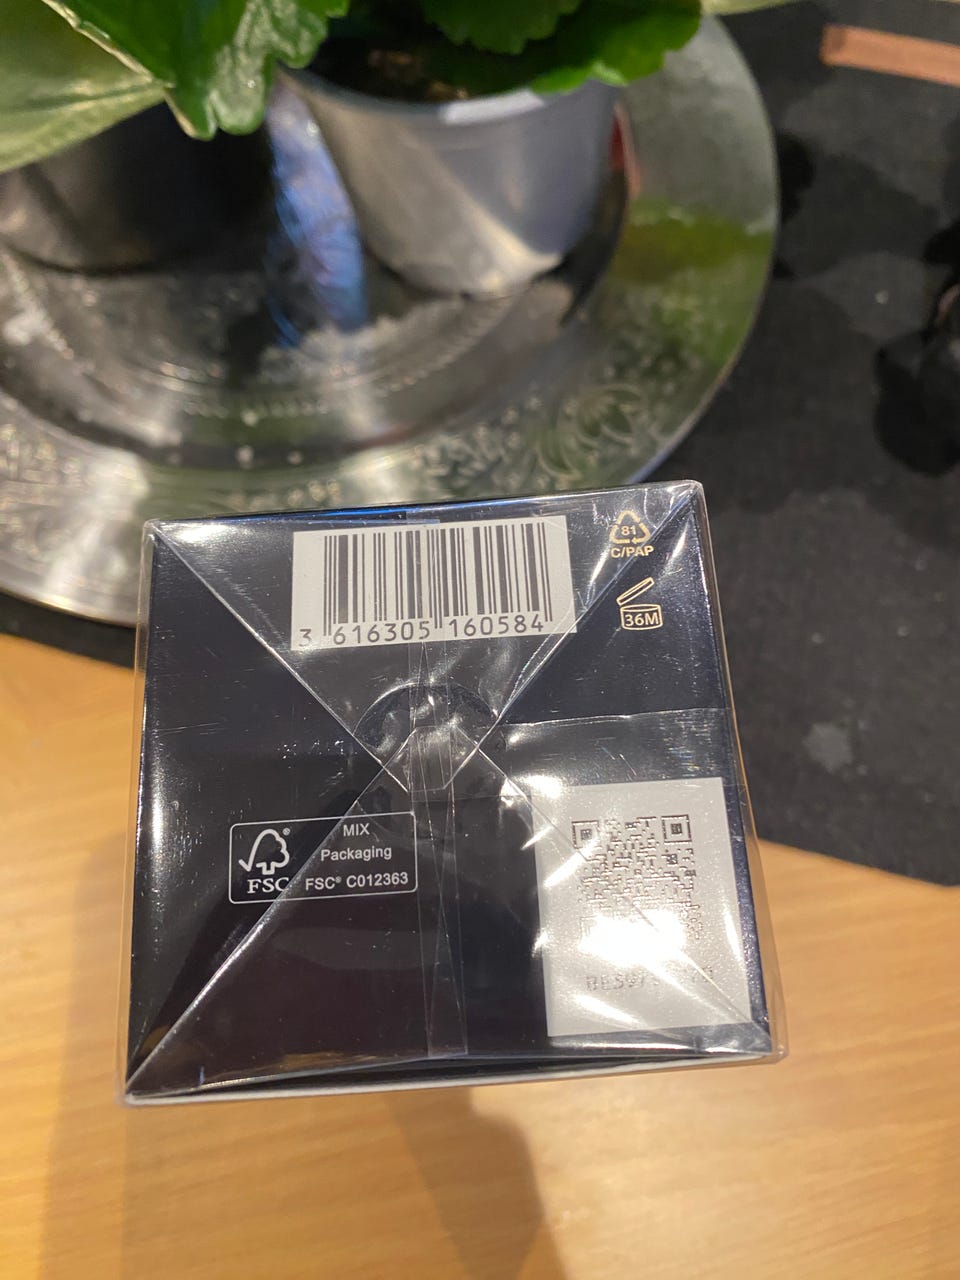 3 616305 160584
81
C/PAP
36M
MIX
Packaging
FSC® C012363
FSC